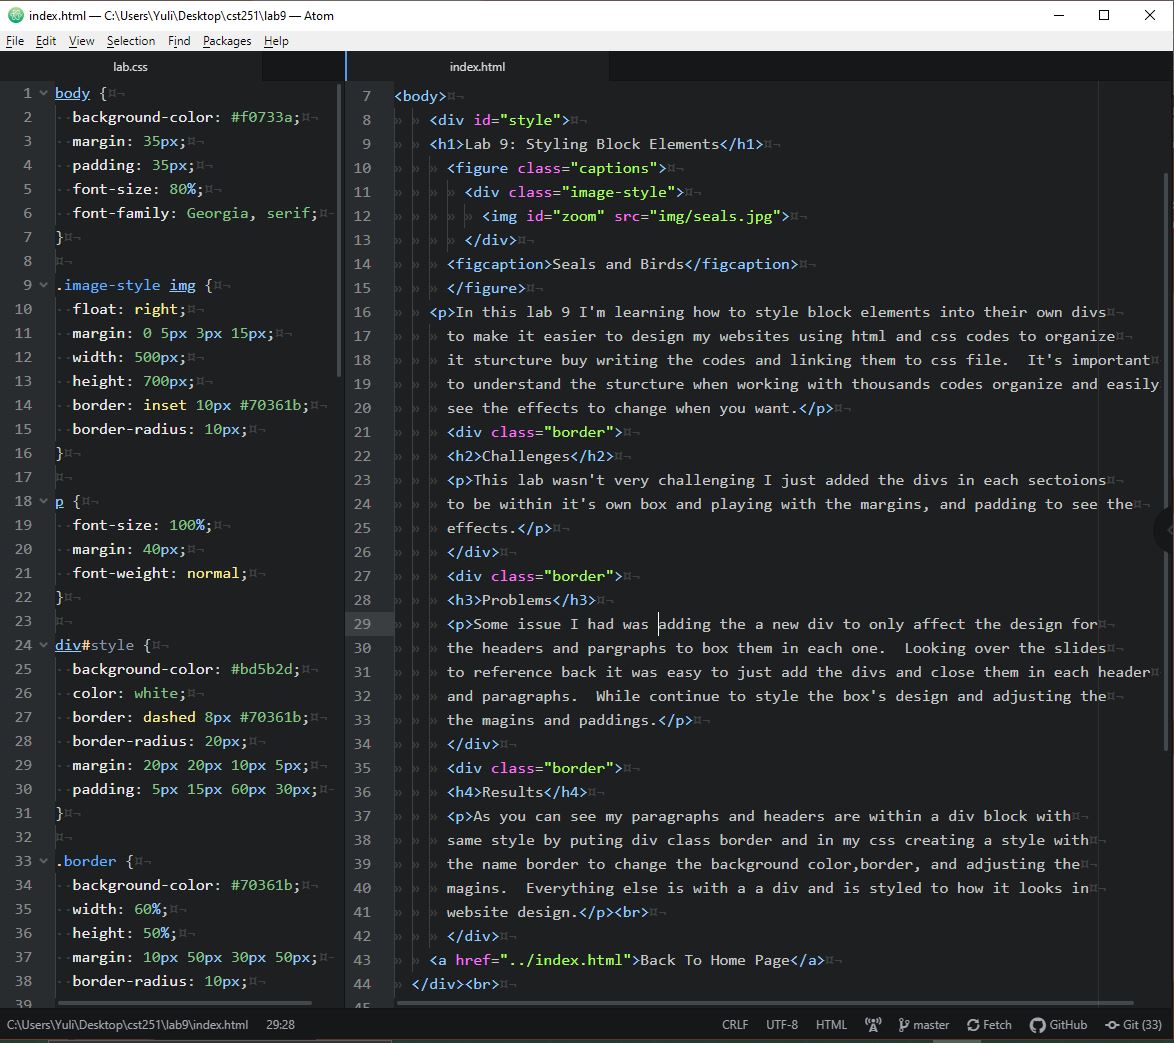 index.html — C:\Users\Yuli\Desktop\cst251\lab9 — Atom
File Edit View Selection Find Packages Help
lab.css
1 body {
2 background-color: #f0733a;
3 margin: 35px;
4 padding: 35px;
5 font-size: 80%;
6 font-family: Georgia, serif;
7 }
8
9 .image-style img {
10 float: right;
11 margin: 0 5px 3px 15px;
12 width: 500px;
13 height: 700px;
14 border: inset 10px #70361b;
15 border-radius: 10px;
16 }
17
18 p {
19 font-size: 100%;
20 margin: 40px;
21 font-weight: normal;
22 }
23
24 div#style {
25 background-color: #bd5b2d;
26 color: white;
27 border: dashed 8px #70361b;
28 border-radius: 20px;
29 margin: 20px 20px 10px 5px;
30 padding: 5px 15px 60px 30px;
31 }
32
33 .border {
34 background-color: #70361b;
35 width: 60%;
36 height: 50%;
37 margin: 10px 50px 30px 50px;
38 border-radius: 10px;
39
index.html
7 <body>
8 <div id="style">
9 <h1>Lab 9: Styling Block Elements</h1>
10 <figure class="captions">
11 <div class="image-style">
12 <img id="zoom" src="img/seals.jpg">
13 </div>
14 <figcaption>Seals and Birds</figcaption>
15 </figure>
16 <p>In this lab 9 I'm learning how to style block elements into their own divs
17 to make it easier to design my websites using html and css codes to organize
18 it sturcture buy writing the codes and linking them to css file.  It's important
19 to understand the sturcture when working with thousands codes organize and easily
20 see the effects to change when you want.</p>
21 <div class="border">
22 <h2>Challenges</h2>
23 <p>This lab wasn't very challenging I just added the divs in each sectoions
24 to be within it's own box and playing with the margins, and padding to see the
25 effects.</p>
26 </div>
27 <div class="border">
28 <h3>Problems</h3>
29 <p>Some issue I had was adding the a new div to only affect the design for
30 the headers and pargraphs to box them in each one.  Looking over the slides
31 to reference back it was easy to just add the divs and close them in each header
32 and paragraphs.  While continue to style the box's design and adjusting the
33 the magins and paddings.</p>
34 </div>
35 <div class="border">
36 <h4>Results</h4>
37 <p>As you can see my paragraphs and headers are within a div block with
38 same style by puting div class border and in my css creating a style with
39 the name border to change the background color,border, and adjusting the
40 magins.  Everything else is with a a div and is styled to how it looks in
41 website design.</p><br>
42 </div>
43 <a href="../index.html">Back To Home Page</a>
44 </div><br>
45
C:\Users\Yuli\Desktop\cst251\lab9\index.html 29:28 CRLF UTF-8 HTML master Fetch GitHub Git (33)